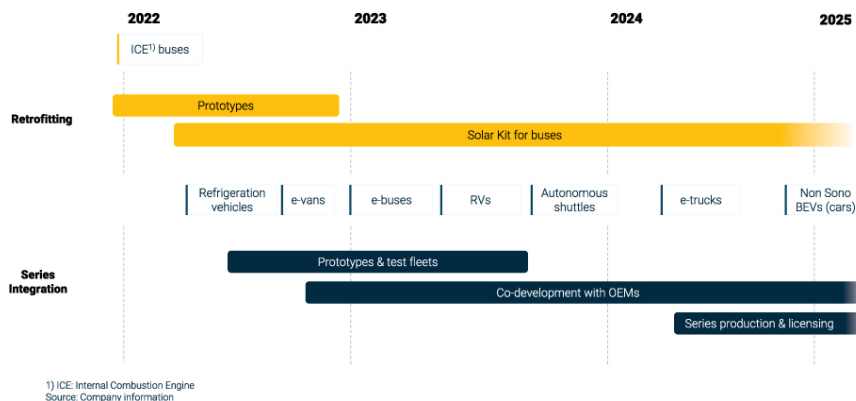 2022 2023 2024 2025
ICE1) buses
Prototypes
Retrofitting
Solar Kit for buses
Refrigeration
vehicles
e-vans
e-buses
RVs
Autonomous
shuttles
e-trucks
Non Sono
BEVs (cars)
Prototypes & test fleets
Series
Integration
Co-development with OEMs
Series production & licensing
1) ICE: Internal Combustion Engine
Source: Company information